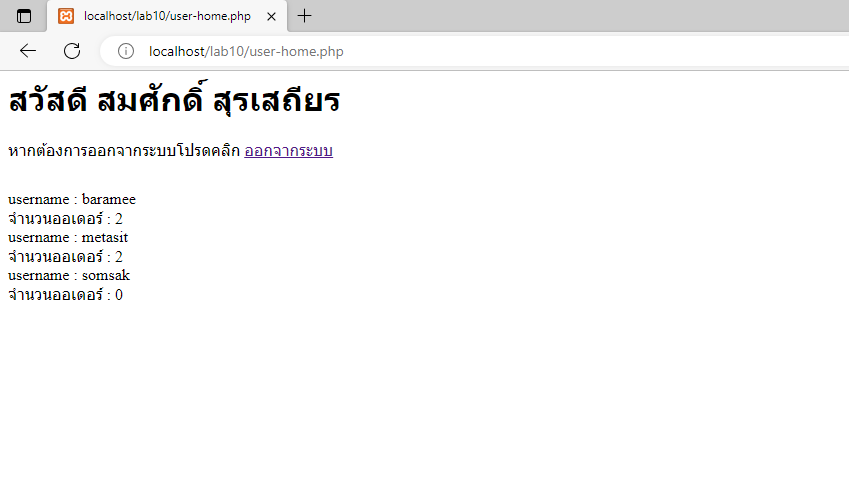 localhost/lab10/user-home.php
localhost/lab10/user-home.php
สวัสดี สมศักดิ์ สุรเสถียร
หากต้องการออกจากระบบโปรดคลิก ออกจากระบบ
username : baramee
จำนวนออเดอร์ : 2
username : metasit
จำนวนออเดอร์ : 2
username : somsak
จำนวนออเดอร์ : 0